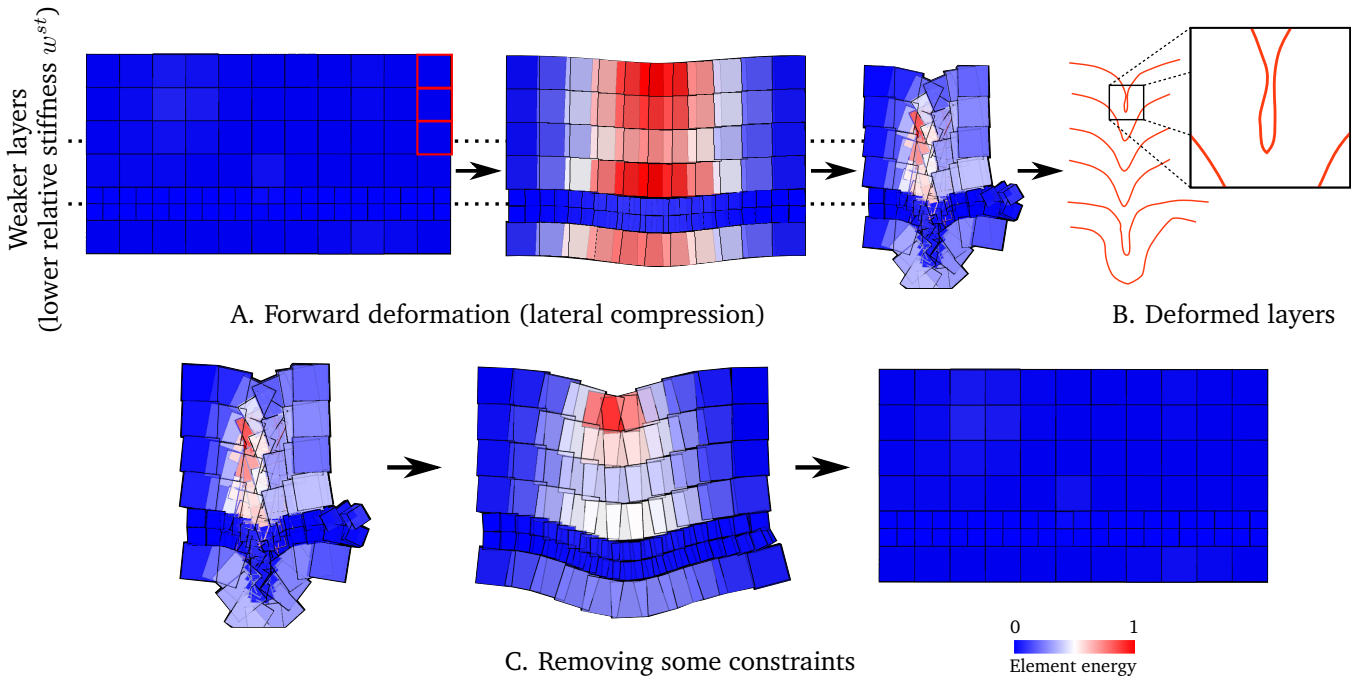 Weaker layers
(lower relative stiffness w^{st}
A. Forward deformation (lateral compression)
B. Deformed layers
C. Removing some constraints
0 1
Element energy